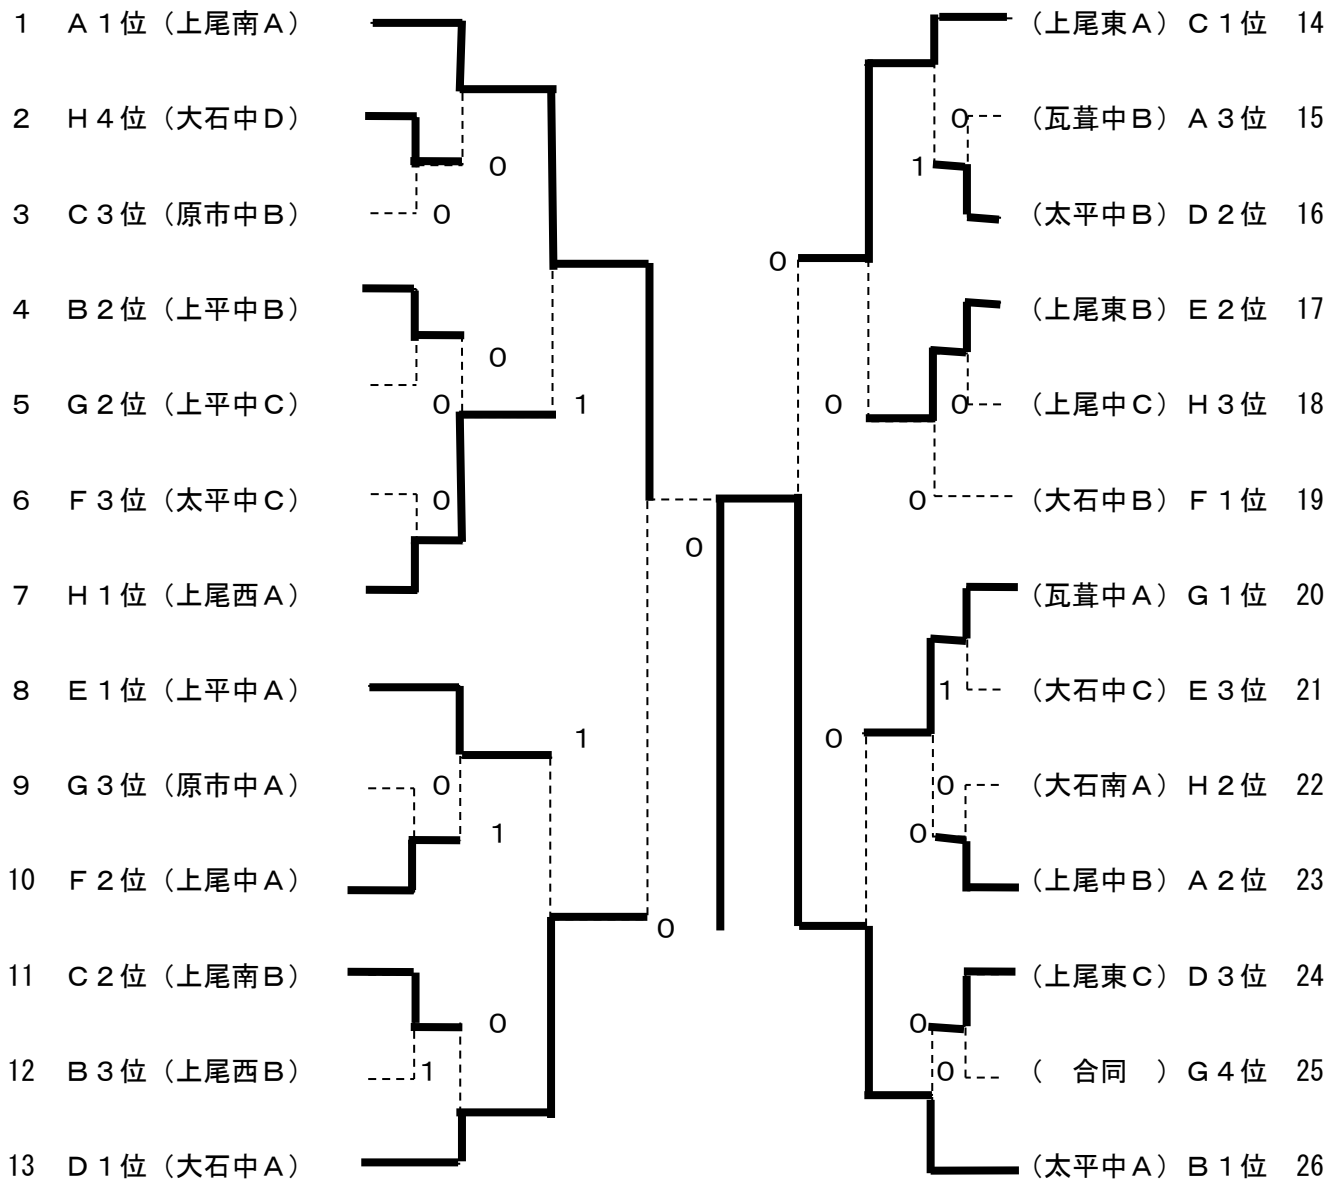 1 A1位(上尾南A)
2 H4位(大石中D)
0
3 C3位(原市中B)
0
4 B2位(上平中B)
0
5 G2位(上平中C)
0
1
6 F3位(太平中C)
0
7 H1位(上尾西A)
8 E1位(上平中A)
1
9 G3位(原市中A)
0
1
10 F2位(上尾中A)
11 C2位(上尾南B)
0
12 B3位(上尾西B)
1
13 D1位(大石中A)
0
0
(上尾東A) C1位 14
0
(瓦葺中B) A3位 15
1
(太平中B) D2位 16
0
(上尾東B) E2位 17
0
0
(上尾中C) H3位 18
0
(大石中B) F1位 19
(瓦葺中A) G1位 20
1
(大石中C) E3位 21
0
0
(大石南A) H2位 22
0
(上尾中B) A2位 23
(上尾東C) D3位 24
0
0
( 合同 ) G4位 25
(太平中A) B1位 26